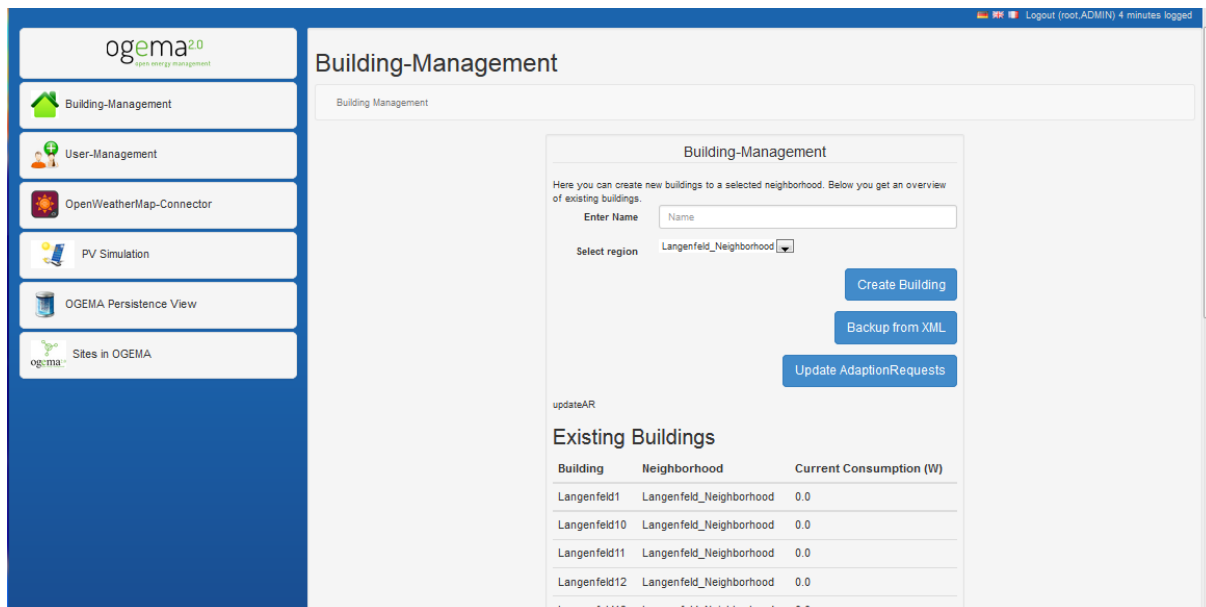 Logout (root,ADMIN) 4 minutes logged
ogema2.0
open energy management
Building-Management
User-Management
OpenWeatherMap-Connector
PV Simulation
OGEMA Persistence View
ogema
Sites in OGEMA
Building-Management
Building Management
Building-Management
Here you can create new buildings to a selected neighborhood. Below you get an overview
of existing buildings.
Enter Name Name
Select region Langenfeld_Neighborhood
Create Building
Backup from XML
Update AdaptionRequests
updateAR
Existing Buildings
Building Neighborhood Current Consumption (W)
Langenfeld1 Langenfeld_Neighborhood 0.0
Langenfeld10 Langenfeld_Neighborhood 0.0
Langenfeld11 Langenfeld_Neighborhood 0.0
Langenfeld12 Langenfeld_Neighborhood 0.0